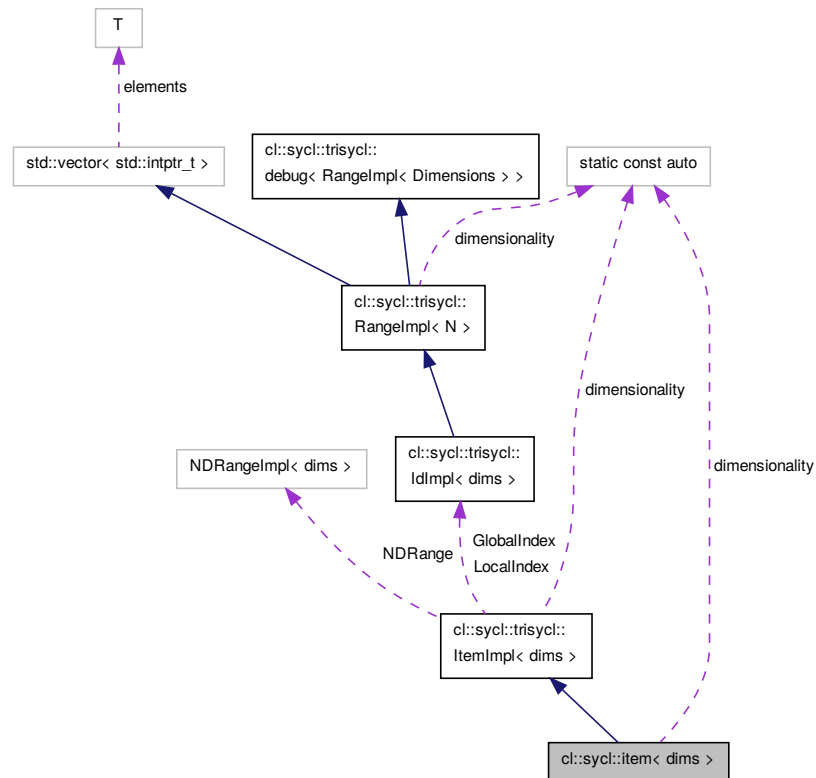 T
elements
std::vector< std::intptr_t >
cl::sycl::trisycl::
debug< RangeImpl< Dimensions > >
static const auto
dimensionality
cl::sycl::trisycl::
RangeImpl< N >
dimensionality
cl::sycl::trisycl::
IdImpl< dims >
NDRangeImpl< dims >
dimensionality
NDRange
GlobalIndex
LocalIndex
cl::sycl::trisycl::
ItemImpl< dims >
cl::sycl::item< dims >